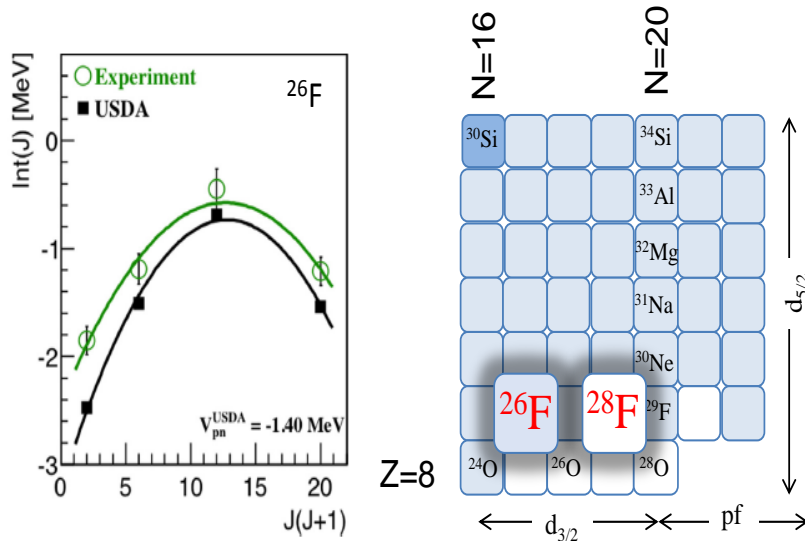 Int(J) [MeV]
Experiment
USDA
²⁶F
0
-1
-2
-3
V_pn^USDA = -1.40 MeV
0 5 10 15 20
J(J+1)
N=16
N=20
³⁰Si
³⁴Si
³³Al
³²Mg
³¹Na
³⁰Ne
²⁶F
²⁸F
²⁹F
Z=8
²⁴O
²⁶O
²⁸O
d₃/₂
pf
d₅/₂